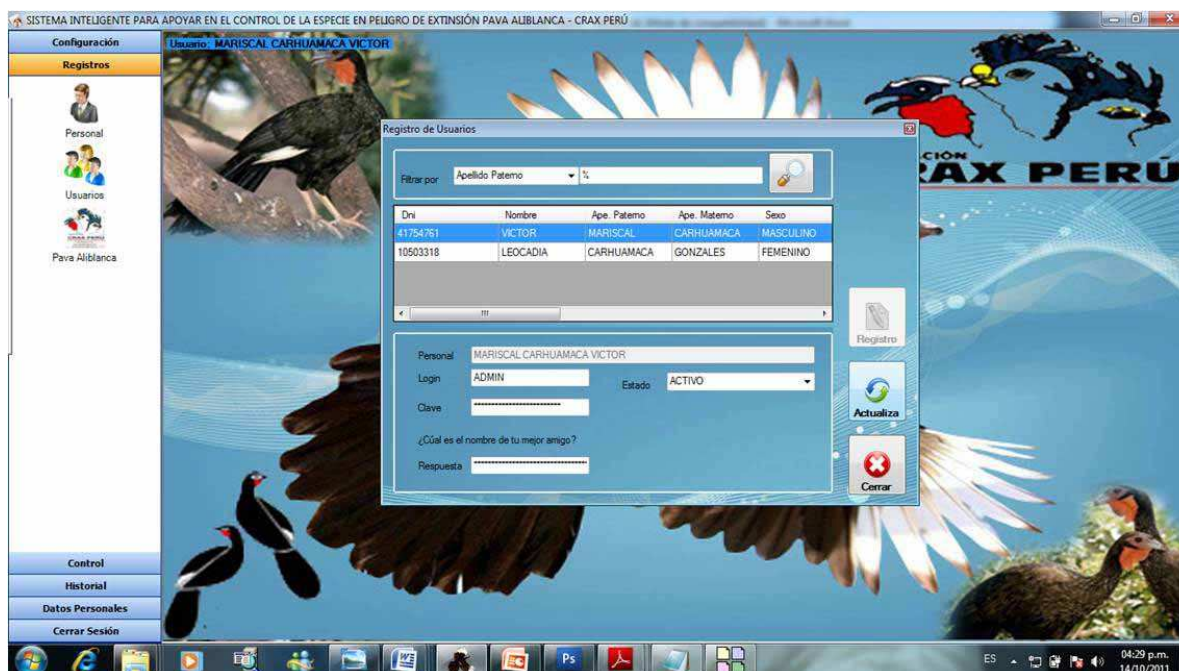 SISTEMA INTELIGENTE PARA APOYAR EN EL CONTROL DE LA ESPECIE EN PELIGRO DE EXTINSIÓN PAVA ALIBLANCA - CRAX PERÚ
Configuración
Registros
Personal
Usuarios
Pava Aliblanca
Control
Historial
Datos Personales
Cerrar Sesión
Usuario: MARISCAL CARHUAMACA VICTOR
CRAX PERÚ
Registro de Usuarios
Filtrar por Apellido Paterno %
Dni Nombre Ape. Paterno Ape. Materno Sexo
41754761 VICTOR MARISCAL CARHUAMACA MASCULINO
10503318 LEOCADIA CARHUAMACA GONZALES FEMENINO
Personal MARISCAL CARHUAMACA VICTOR
Login ADMIN Estado ACTIVO
Clave
¿Cúal es el nombre de tu mejor amigo?
Respuesta
Registro
Actualiza
Cerrar
ES 04:29 p.m.
14/10/2011